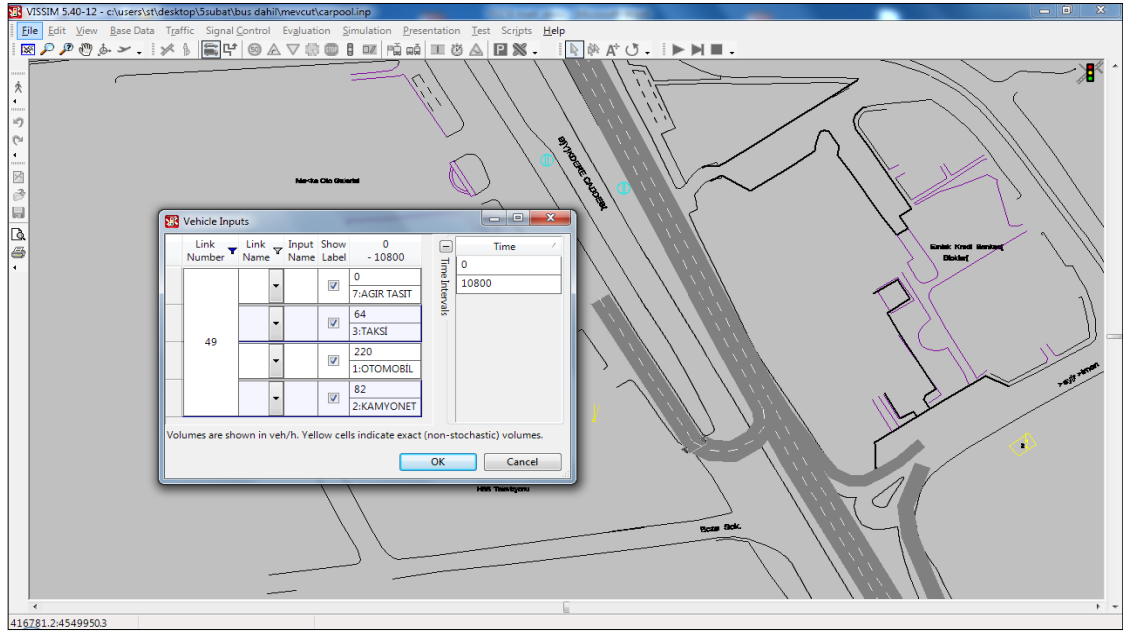 VISSIM 5.40-12 - c:\users\st\desktop\5subat\bus dahil\mevcut\carpool.inp
File Edit View Base Data Traffic Signal Control Evaluation Simulation Presentation Test Scripts Help
BÜYÜKDERE CADDESİ
Emlak Kredi Bankasi
Bloklari
Vehicle Inputs
Link Number Link Name Input Name Show Label 0 - 10800
49
0
7:AGIR TASIT
64
3:TAKSİ
220
1:OTOMOBİL
82
2:KAMYONET
Time Intervals
Time
0
10800
Volumes are shown in veh/h. Yellow cells indicate exact (non-stochastic) volumes.
OK Cancel
Sok.
416781.2:4549950.3